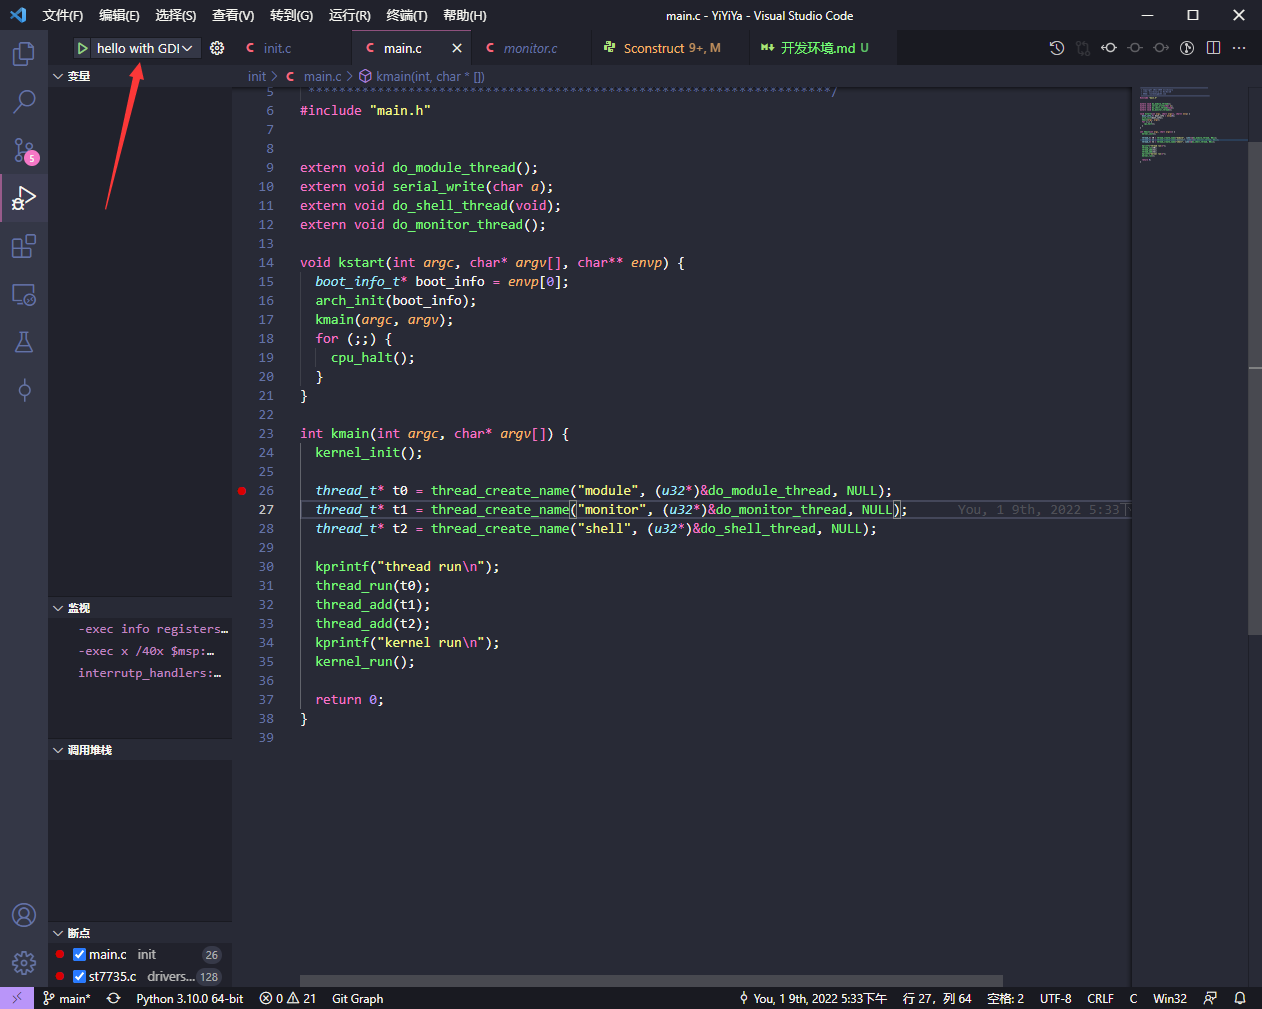 文件(F) 编辑(E) 选择(S) 查看(V) 转到(G) 运行(R) 终端(T) 帮助(H) main.c - YiYiYa - Visual Studio Code
hello with GDI init.c main.c monitor.c Sconstruct 9+, M 开发环境.md U
变量
init > C main.c > kmain(int, char * [])
5 ********************************************************************/
6 #include "main.h"
7
8
9 extern void do_module_thread();
10 extern void serial_write(char a);
11 extern void do_shell_thread(void);
12 extern void do_monitor_thread();
13
14 void kstart(int argc, char* argv[], char** envp) {
15 boot_info_t* boot_info = envp[0];
16 arch_init(boot_info);
17 kmain(argc, argv);
18 for (;;) {
19 cpu_halt();
20 }
21 }
22
23 int kmain(int argc, char* argv[]) {
24 kernel_init();
25
26 thread_t* t0 = thread_create_name("module", (u32*)&do_module_thread, NULL);
27 thread_t* t1 = thread_create_name("monitor", (u32*)&do_monitor_thread, NULL); You, 1 9th, 2022 5:33下
28 thread_t* t2 = thread_create_name("shell", (u32*)&do_shell_thread, NULL);
29
30 kprintf("thread run\n");
31 thread_run(t0);
32 thread_add(t1);
33 thread_add(t2);
34 kprintf("kernel run\n");
35 kernel_run();
36
37 return 0;
38 }
39
5
监视
-exec info registers…
-exec x /40x $msp:…
interrutp_handlers:…
调用堆栈
断点
main.c init 26
st7735.c drivers... 128
main* Python 3.10.0 64-bit 0 21 Git Graph You, 1 9th, 2022 5:33下午 行 27, 列 64 空格: 2 UTF-8 CRLF C Win32